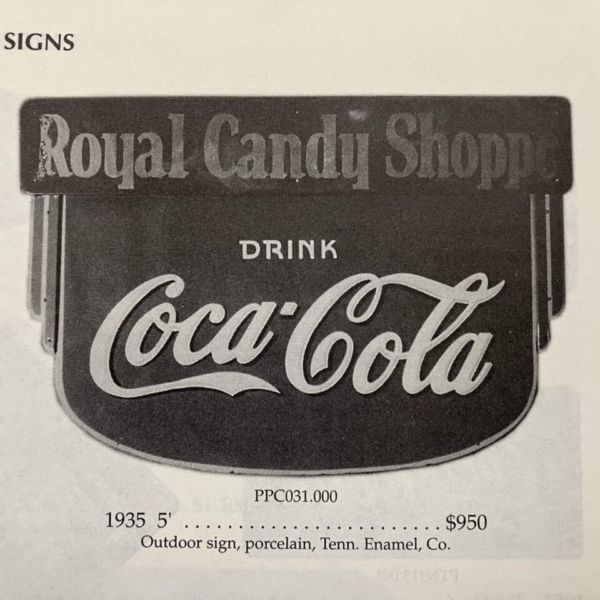 SIGNS
Royal Candy Shoppe
DRINK
Coca-Cola
PPC031.000
1935 5' ........................ $950
Outdoor sign, porcelain, Tenn. Enamel, Co.